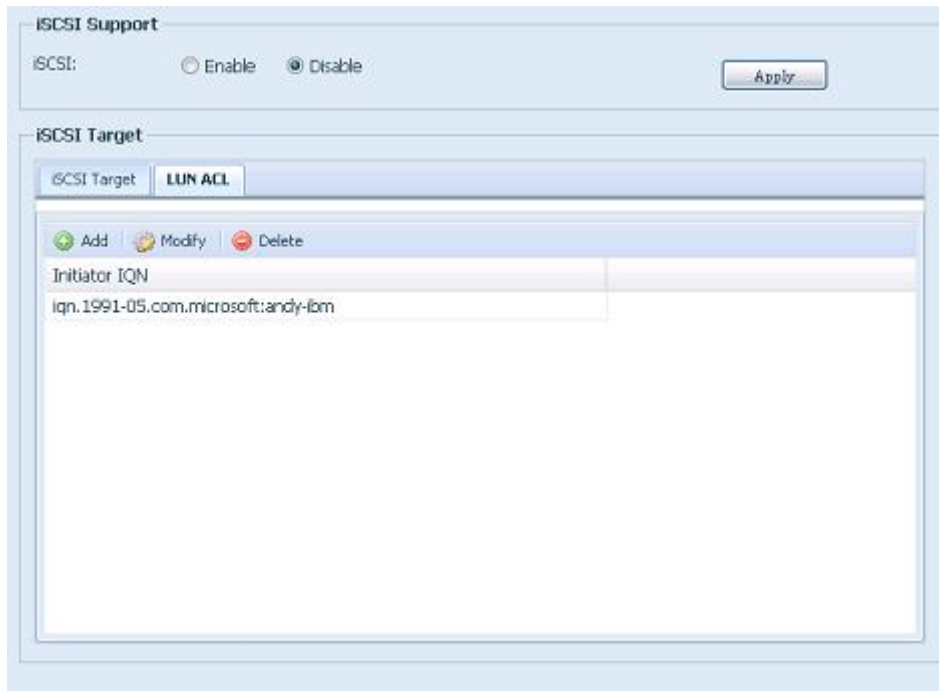 iSCSI Support
iSCSI: Enable Disable Apply
iSCSI Target
iSCSI Target LUN ACL
Add Modify Delete
Initiator IQN
iqn.1991-05.com.microsoft:andy-ibm